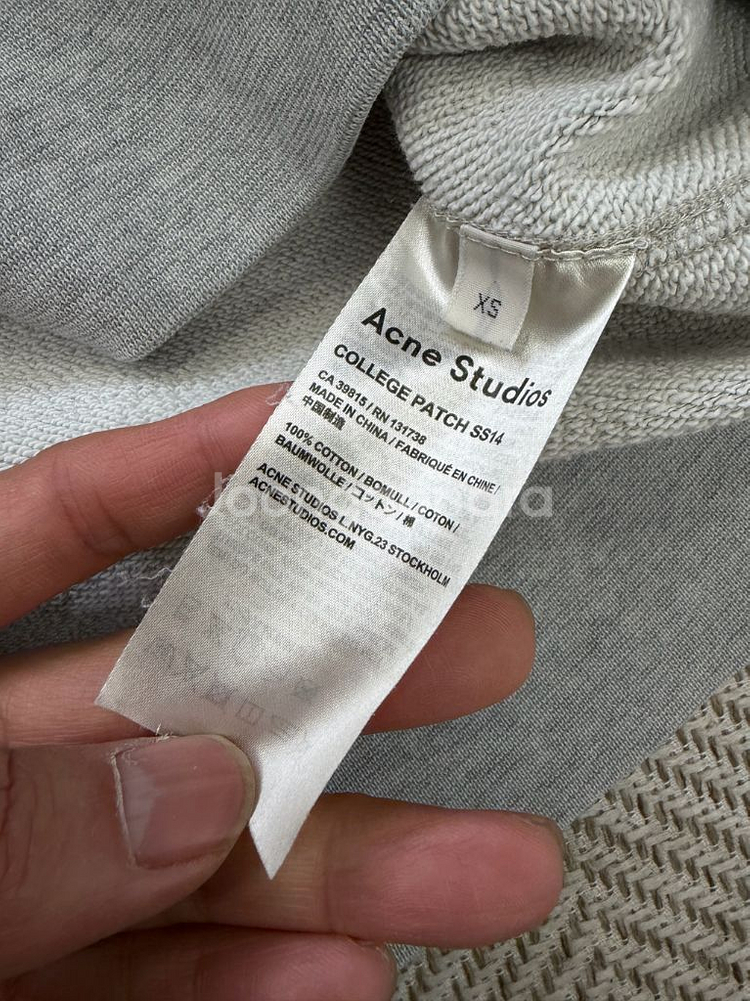 XS
Acne Studios
COLLEGE PATCH SS14
CA 39815 / RN 131738
MADE IN CHINA / FABRIQUÉ EN CHINE /
中国制造
100% COTTON / BOMULL / COTON /
BAUMWOLLE / コットン / 棉
ACNE STUDIOS L.NYG.23 STOCKHOLM
ACNESTUDIOS.COM